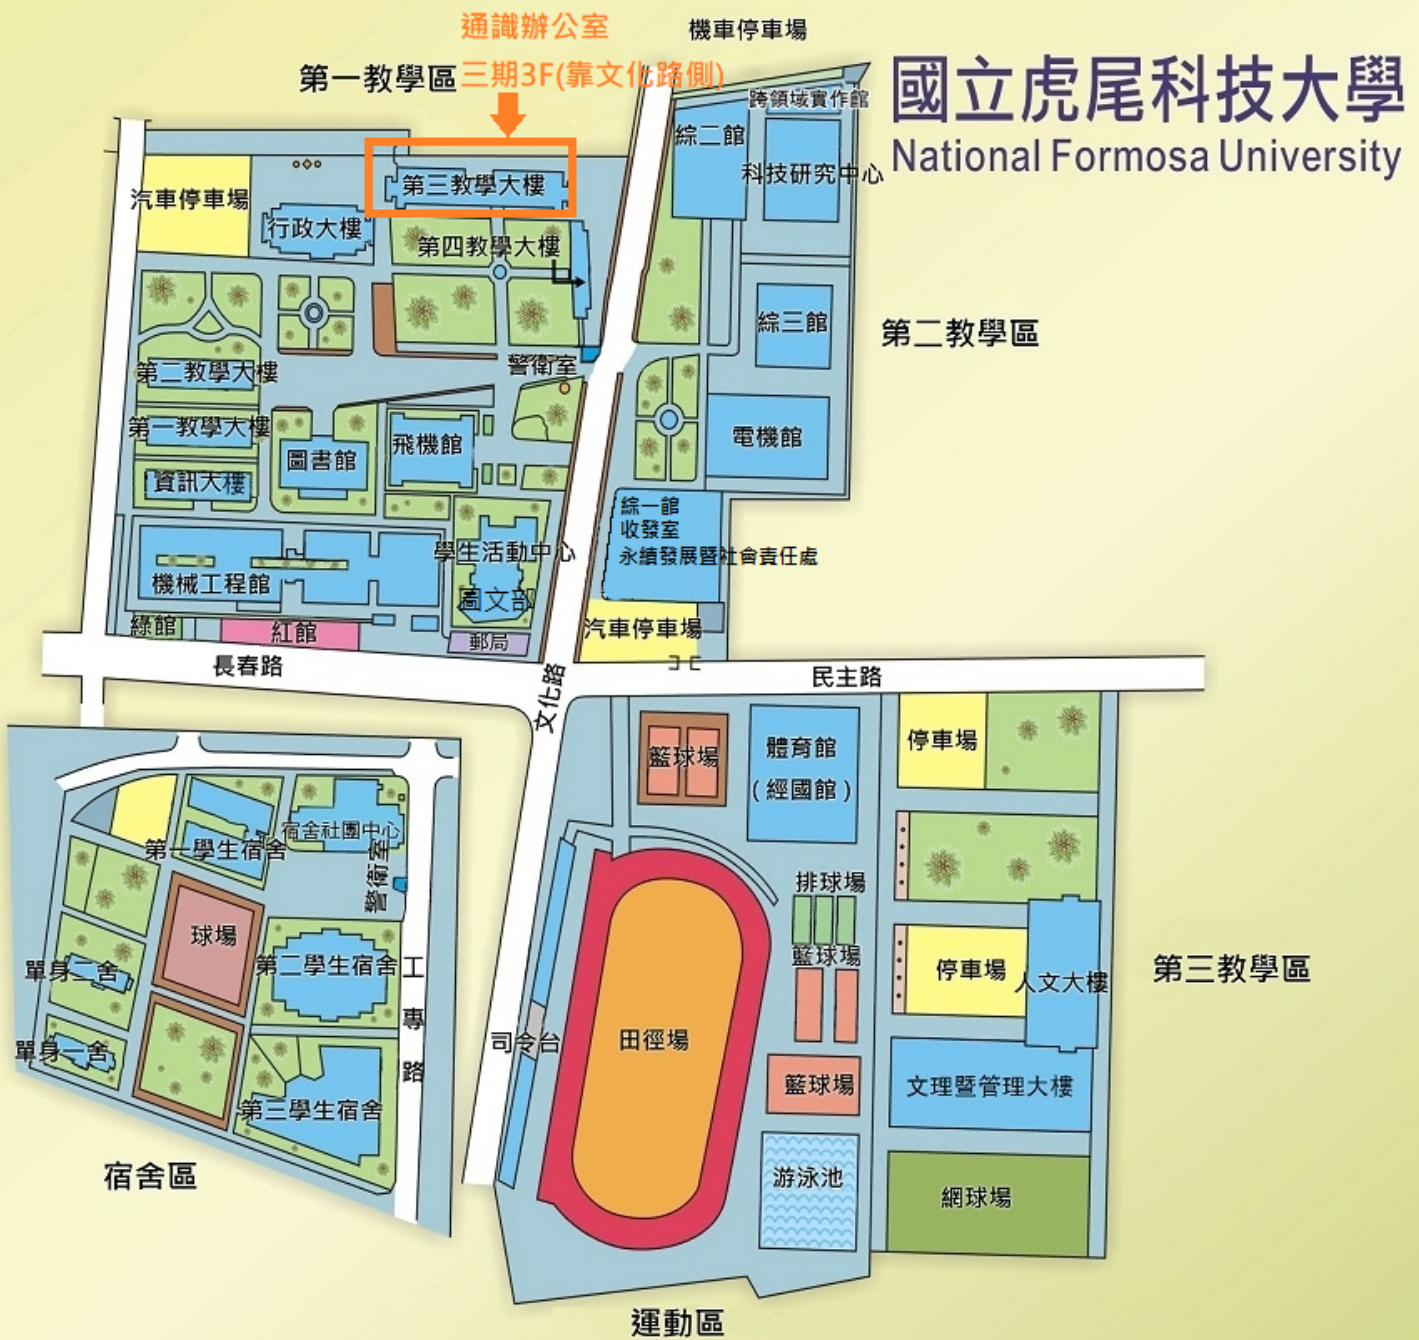 通識辦公室
機車停車場
第一教學區
三期3F(靠文化路側)
國立虎尾科技大學
National Formosa University
跨領域實作館
綜二館
科技研究中心
第三教學大樓
汽車停車場
行政大樓
第四教學大樓
綜三館
第二教學區
警衛室
第二教學大樓
第一教學大樓
圖書館
飛機館
電機館
資訊大樓
綜一館
收發室
永續發展暨社會責任處
學生活動中心
機械工程館
圖文部
綠館
紅館
郵局
汽車停車場
長春路
文化路
民主路
籃球場
體育館
(經國館)
停車場
宿舍社團中心
第一學生宿舍
警衛室
排球場
球場
籃球場
停車場
人文大樓
第三教學區
單身二舍
第二學生宿舍
工專路
單身一舍
司令台
田徑場
籃球場
文理暨管理大樓
第三學生宿舍
宿舍區
游泳池
網球場
運動區